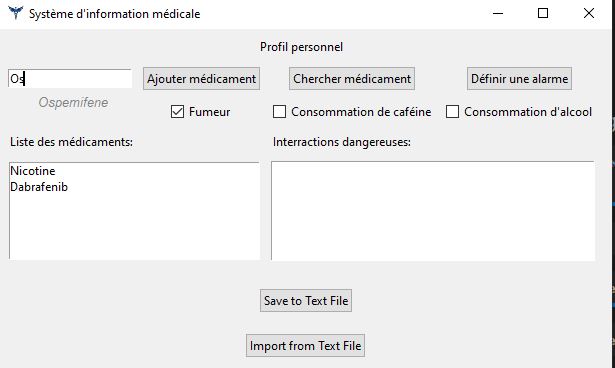 Système d'information médicale
Profil personnel
Os
Ajouter médicament
Chercher médicament
Définir une alarme
Ospemifene
Fumeur
Consommation de caféine
Consommation d'alcool
Liste des médicaments:
Interractions dangereuses:
Nicotine
Dabrafenib
Save to Text File
Import from Text File